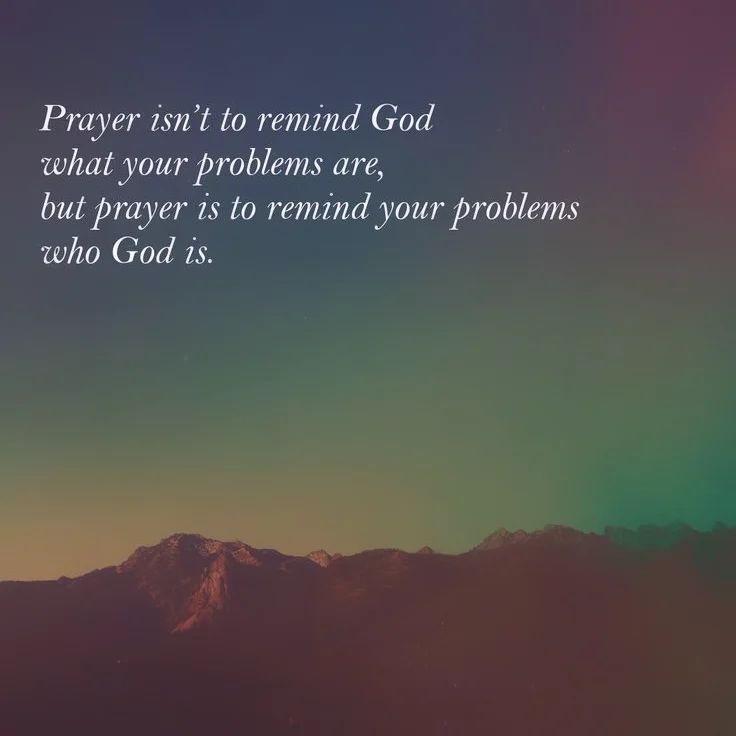 Prayer isn’t to remind God
what your problems are,
but prayer is to remind your problems
who God is.